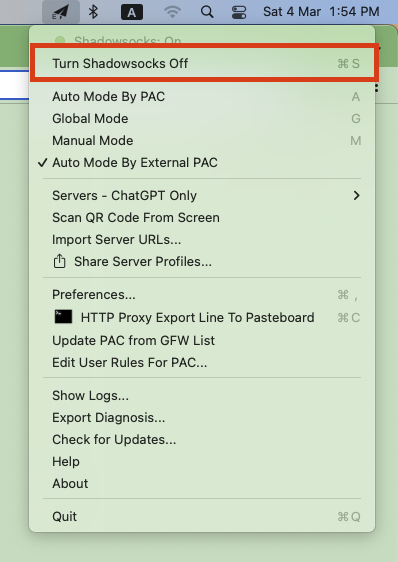 A
Sat 4 Mar 1:54 PM
Shadowsocks: On
Turn Shadowsocks Off ⌘S
Auto Mode By PAC A
Global Mode G
Manual Mode M
✓ Auto Mode By External PAC
Servers - ChatGPT Only
Scan QR Code From Screen
Import Server URLs...
Share Server Profiles...
Preferences... ⌘,
HTTP Proxy Export Line To Pasteboard ⌘C
Update PAC from GFW List
Edit User Rules For PAC...
Show Logs...
Export Diagnosis...
Check for Updates...
Help
About
Quit ⌘Q